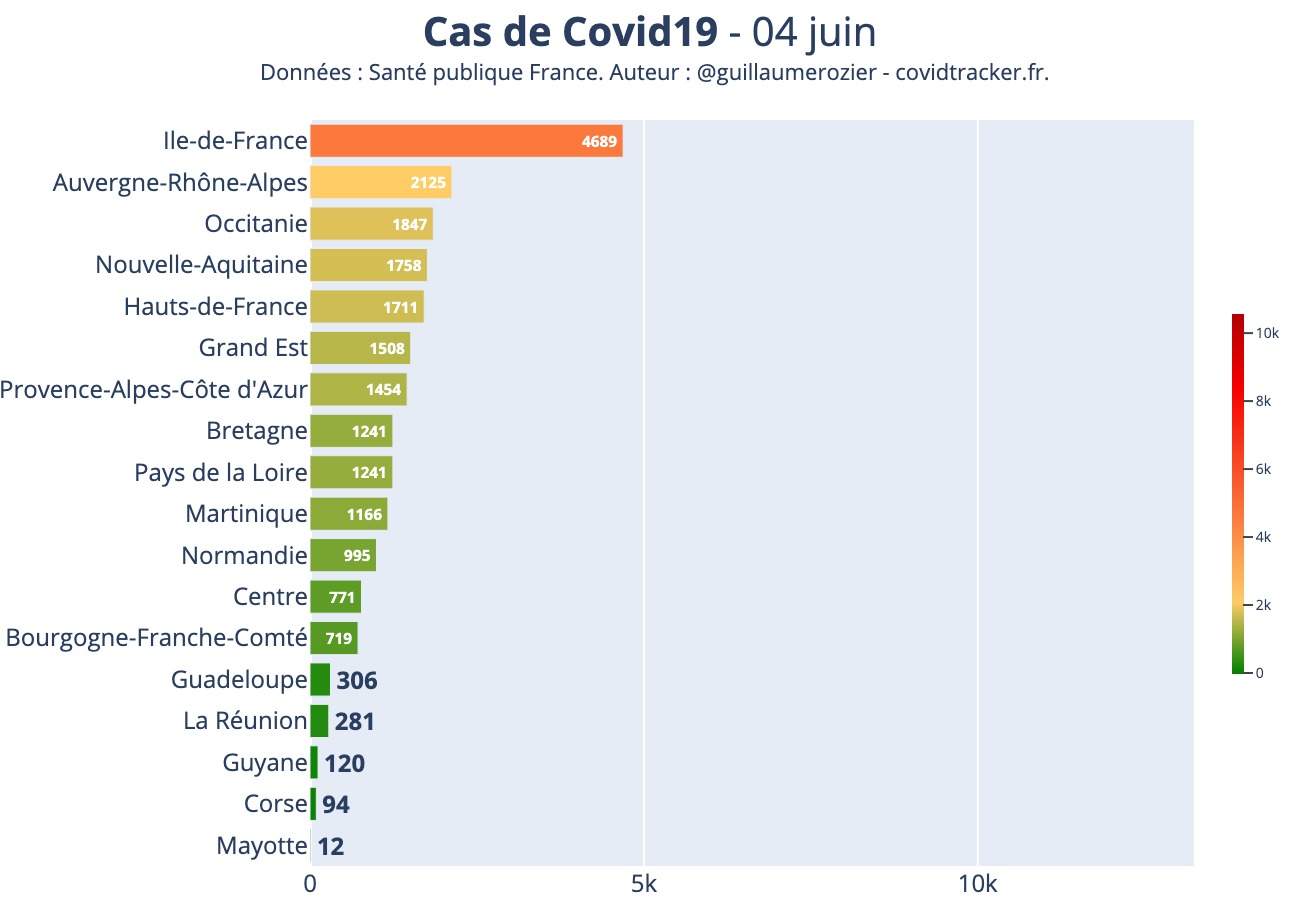 Cas de Covid19 - 04 juin
Données : Santé publique France. Auteur : @guillaumerozier - covidtracker.fr.
Ile-de-France 4689
Auvergne-Rhône-Alpes 2125
Occitanie 1847
Nouvelle-Aquitaine 1758
Hauts-de-France 1711
Grand Est 1508
Provence-Alpes-Côte d'Azur 1454
Bretagne 1241
Pays de la Loire 1241
Martinique 1166
Normandie 995
Centre 771
Bourgogne-Franche-Comté 719
Guadeloupe 306
La Réunion 281
Guyane 120
Corse 94
Mayotte 12
0 5k 10k
10k
8k
6k
4k
2k
0